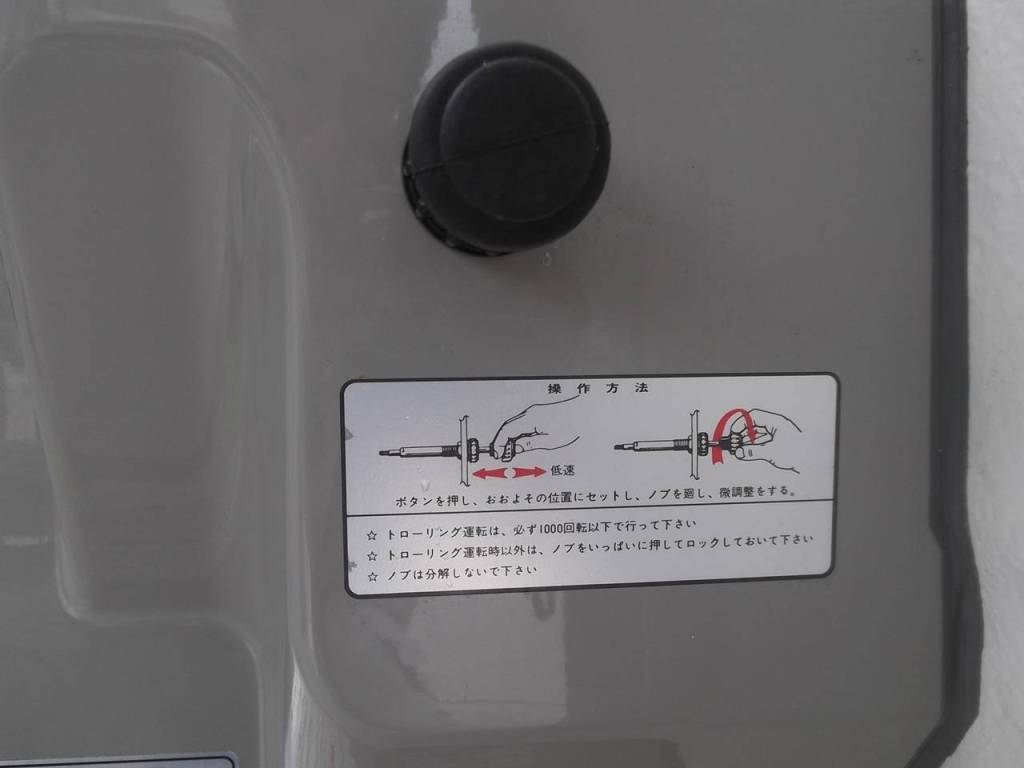 操作方法
低速
ボタンを押し、おおよその位置にセットし、ノブを廻し、微調整をする。
☆ トローリング運転は、必ず1000回転以下で行って下さい
☆ トローリング運転時以外は、ノブをいっぱいに押してロックしておいて下さい
☆ ノブは分解しないで下さい